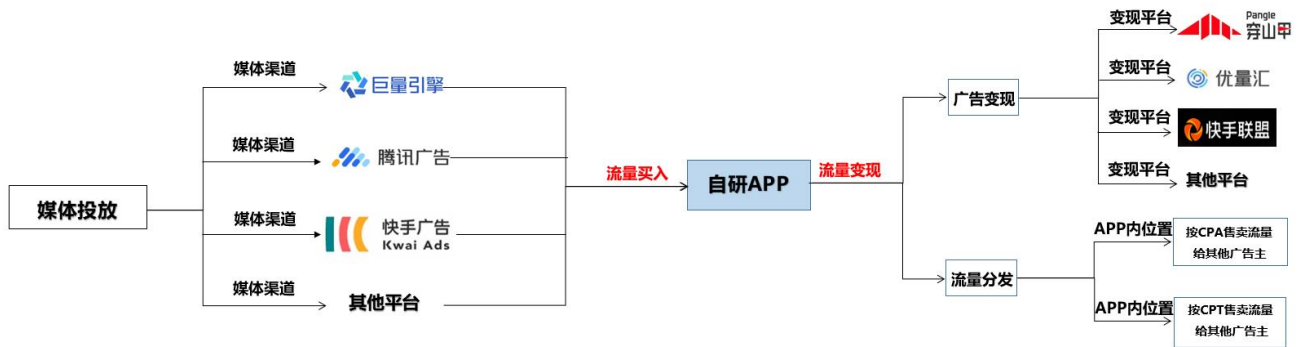 媒体投放
媒体渠道
巨量引擎
媒体渠道
腾讯广告
媒体渠道
快手广告
Kwai Ads
媒体渠道
其他平台
流量买入
自研APP
流量变现
广告变现
变现平台
Pangle
穿山甲
变现平台
优量汇
变现平台
快手联盟
变现平台
其他平台
流量分发
APP内位置
按CPA售卖流量
给其他广告主
APP内位置
按CPT售卖流量
给其他广告主